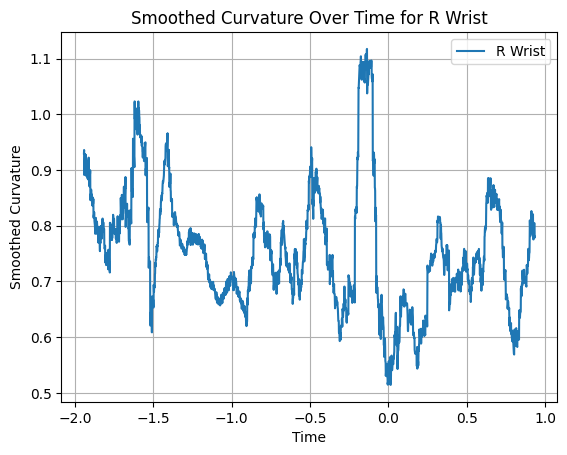 Smoothed Curvature Over Time for R Wrist
R Wrist
Smoothed Curvature
1.1
1.0
0.9
0.8
0.7
0.6
0.5
−2.0 −1.5 −1.0 −0.5 0.0 0.5 1.0
Time